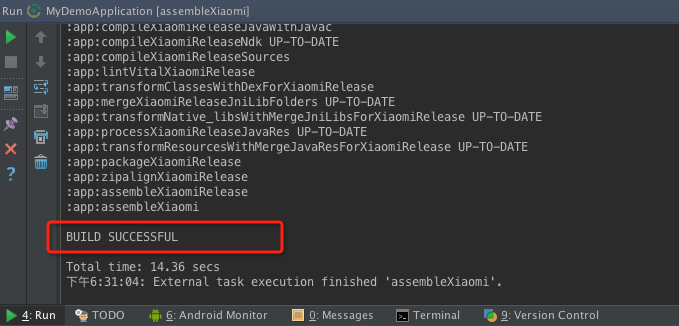 Run MyDemoApplication [assembleXiaomi]
:app:compileXiaomiReleaseJavaWithJavac
:app:compileXiaomiReleaseNdk UP-TO-DATE
:app:compileXiaomiReleaseSources
:app:lintVitalXiaomiRelease
:app:transformClassesWithDexForXiaomiRelease
:app:mergeXiaomiReleaseJniLibFolders UP-TO-DATE
:app:transformNative_libsWithMergeJniLibsForXiaomiRelease UP-TO-DATE
:app:processXiaomiReleaseJavaRes UP-TO-DATE
:app:transformResourcesWithMergeJavaResForXiaomiRelease UP-TO-DATE
:app:packageXiaomiRelease
:app:zipalignXiaomiRelease
:app:assembleXiaomiRelease
:app:assembleXiaomi
BUILD SUCCESSFUL
Total time: 14.36 secs
下午6:31:04: External task execution finished 'assembleXiaomi'.
4: Run TODO 6: Android Monitor 0: Messages Terminal 9: Version Control